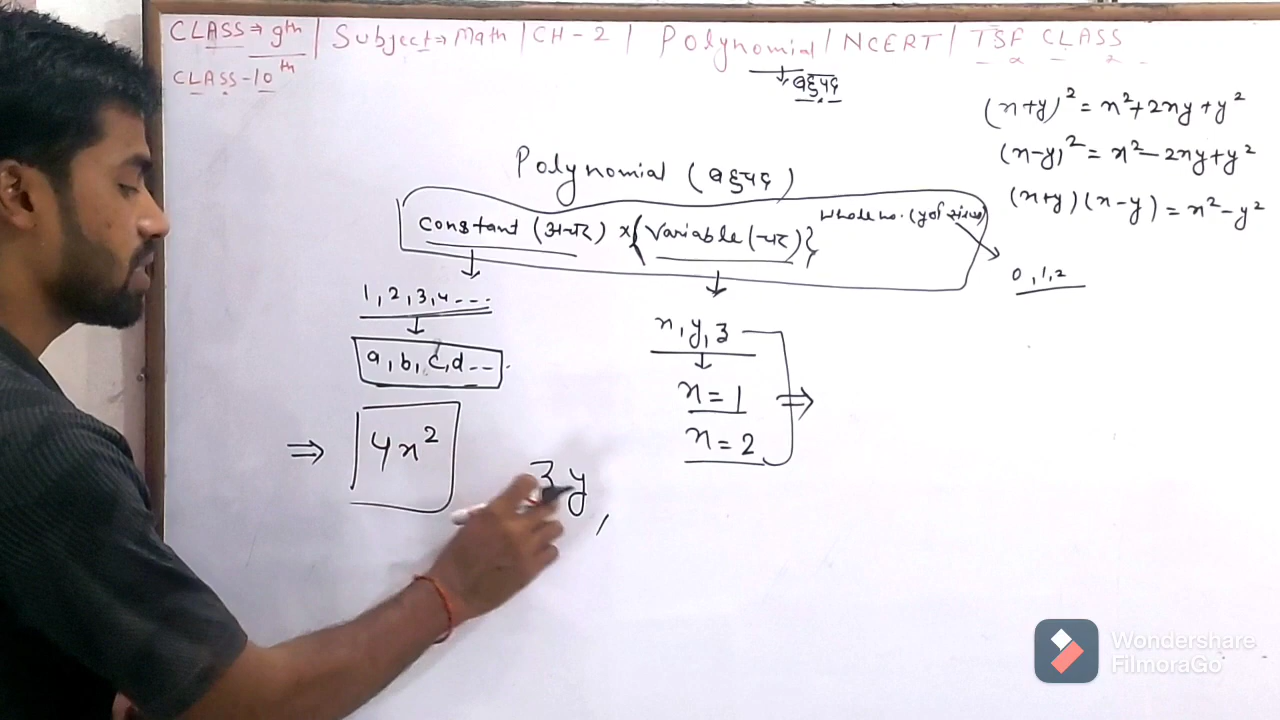 CLASS⇒9th | Subject⇒Math | CH-2 | Polynomial | NCERT | TSF CLASS
CLASS-10th
↓ बहुपद
(x+y)² = x²+2xy+y²
(x-y)² = x²-2xy+y²
(x+y)(x-y) = x²-y²
Polynomial (बहुपद)
constant (अचर) × {Variable (चर)} whole no. (पूर्ण संख्या)
0,1,2
1,2,3,4---
a,b,c,d---
x,y,z
x=1
x=2
⇒ 4x²
3y,
Wondershare
FilmoraGo